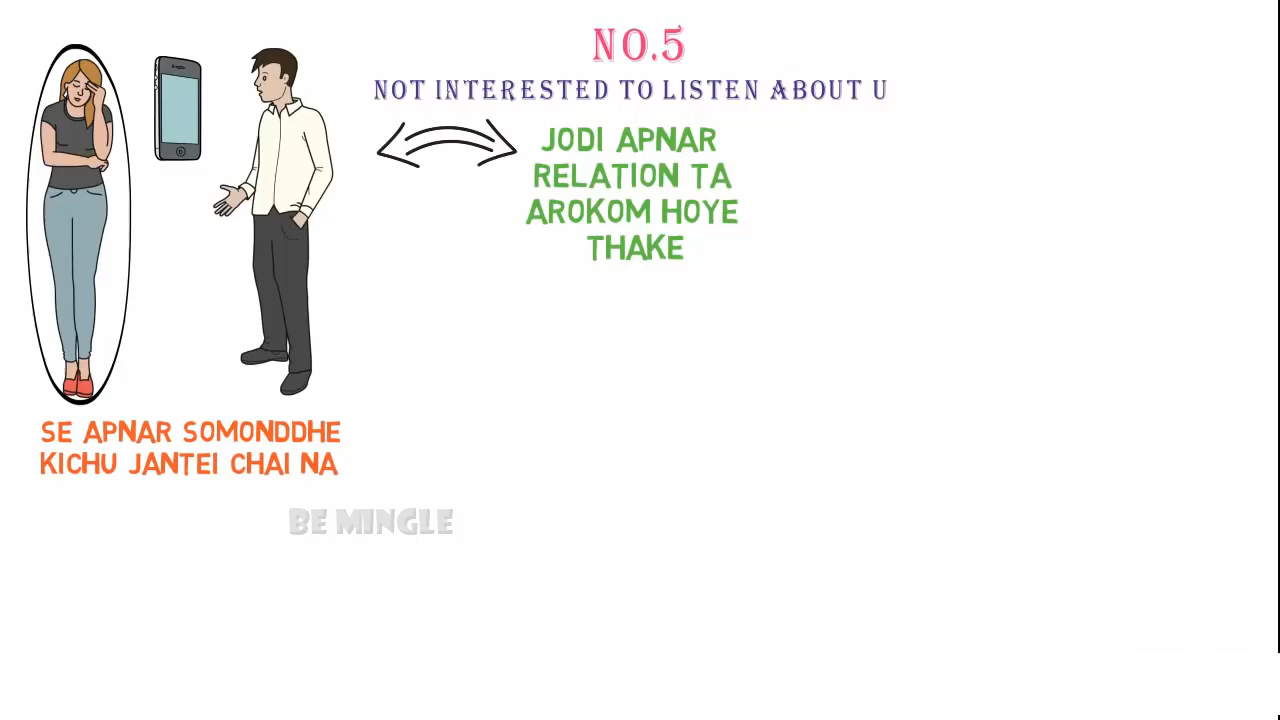 NO.5
NOT INTERESTED TO LISTEN ABOUT U
JODI APNAR
RELATION TA
AROKOM HOYE
THAKE
SE APNAR SOMONDDHE
KICHU JANTEI CHAI NA
BE MINGLE